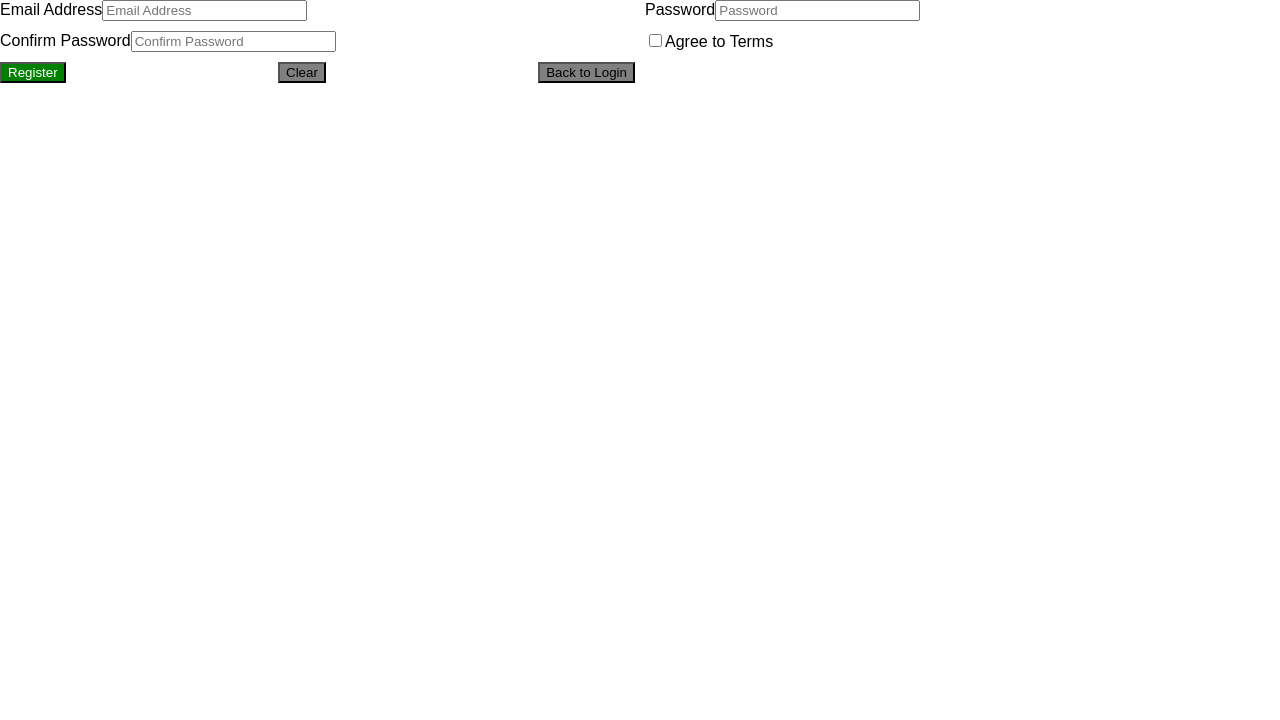 Email Address Email Address Password Password
Confirm Password Confirm Password Agree to Terms
Register Clear Back to Login